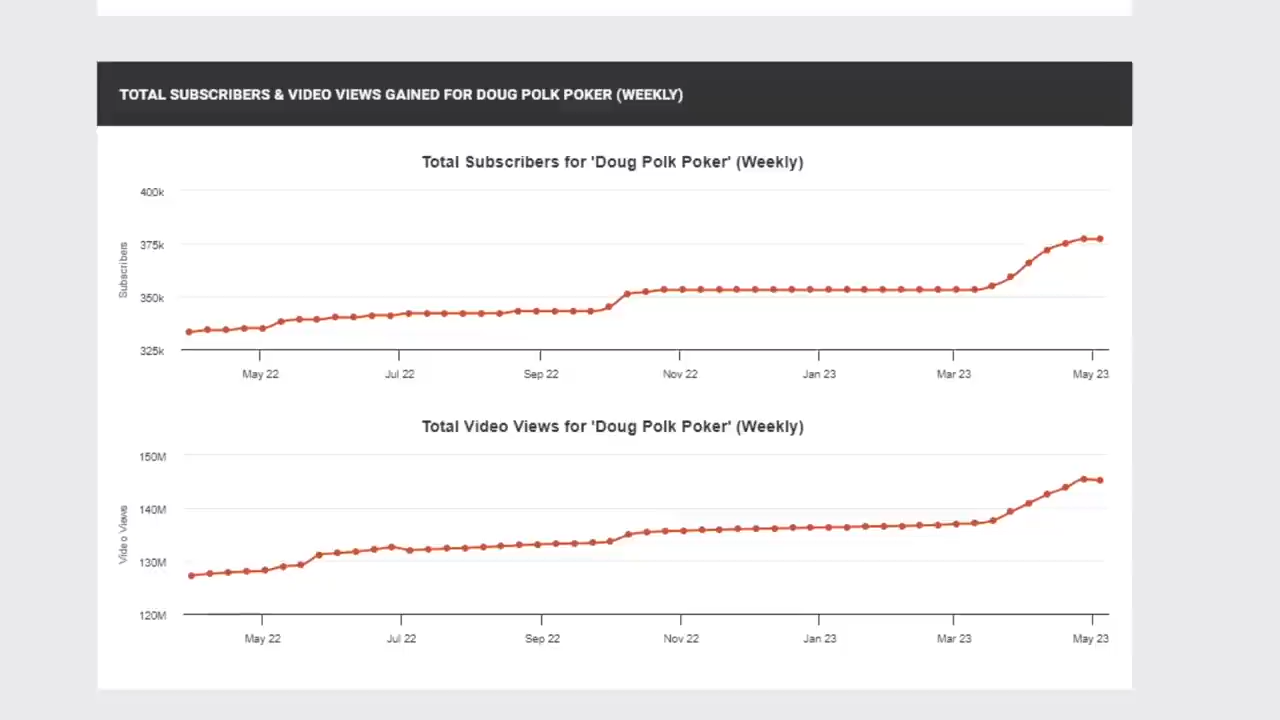 TOTAL SUBSCRIBERS & VIDEO VIEWS GAINED FOR DOUG POLK POKER (WEEKLY)
Total Subscribers for 'Doug Polk Poker' (Weekly)
400k
375k
350k
325k
Subscribers
May 22 Jul 22 Sep 22 Nov 22 Jan 23 Mar 23 May 23
Total Video Views for 'Doug Polk Poker' (Weekly)
150M
140M
130M
120M
Video Views
May 22 Jul 22 Sep 22 Nov 22 Jan 23 Mar 23 May 23